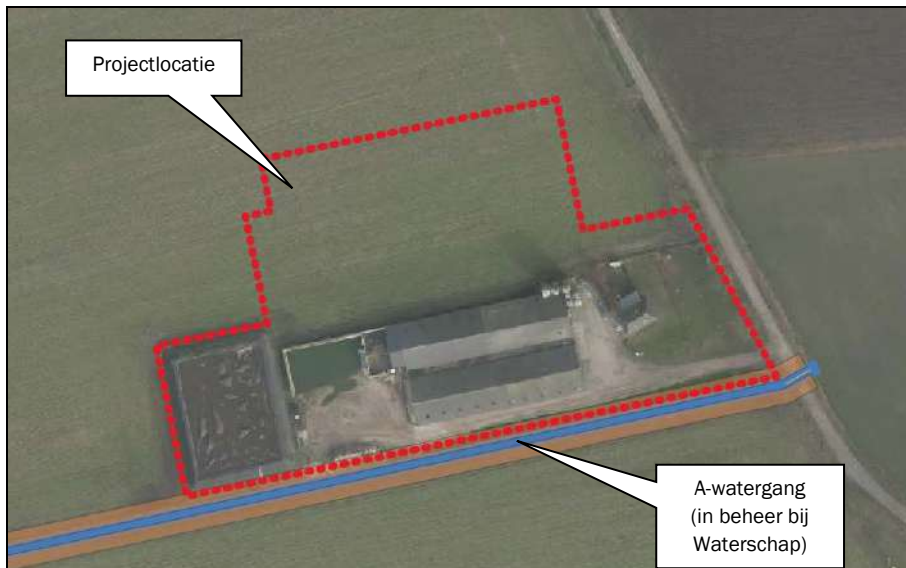 Projectlocatie
A-watergang
(in beheer bij
Waterschap)